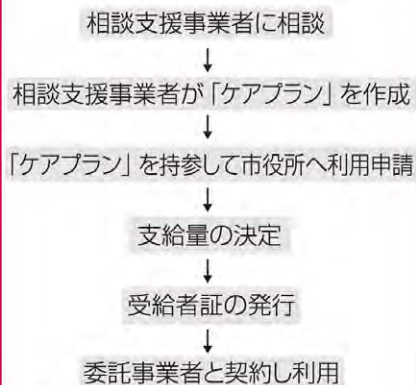 相談支援事業者に相談
↓
相談支援事業者が「ケアプラン」を作成
↓
「ケアプラン」を持参して市役所へ利用申請
↓
支給量の決定
↓
受給者証の発行
↓
委託事業者と契約し利用